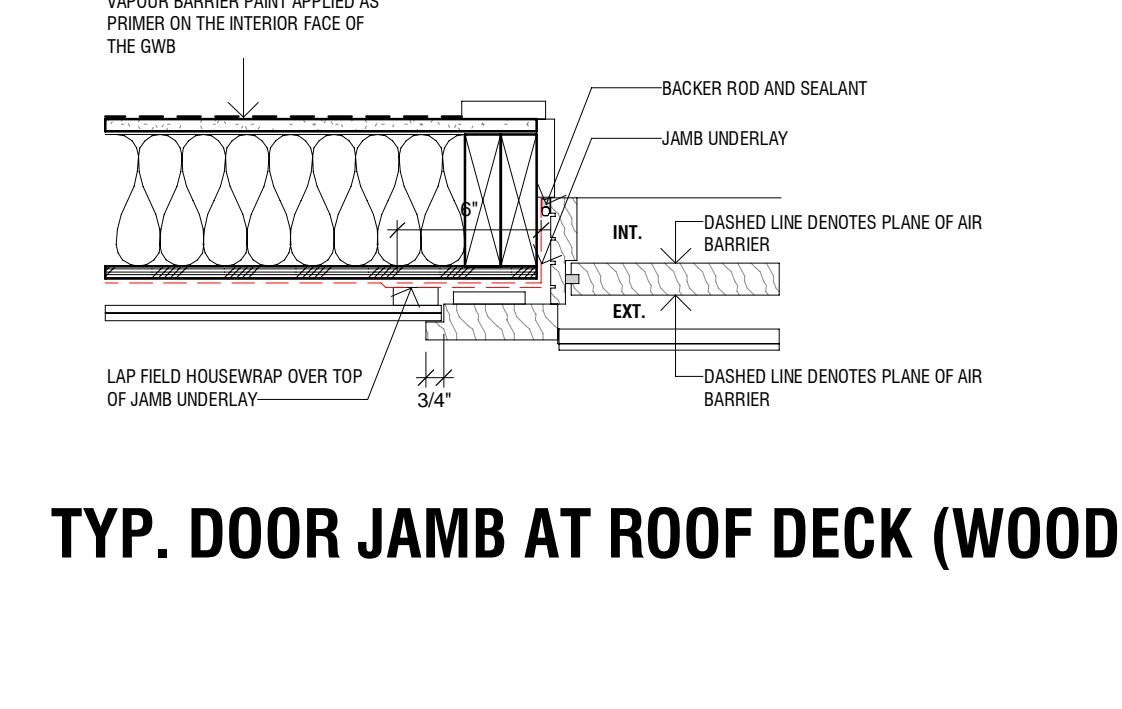 VAPOUR BARRIER PAINT APPLIED AS
PRIMER ON THE INTERIOR FACE OF
THE GWB
BACKER ROD AND SEALANT
JAMB UNDERLAY
6"
6
INT.
DASHED LINE DENOTES PLANE OF AIR
BARRIER
EXT.
LAP FIELD HOUSEWRAP OVER TOP
OF JAMB UNDERLAY
3/4"
DASHED LINE DENOTES PLANE OF AIR
BARRIER
TYP. DOOR JAMB AT ROOF DECK (WOOD